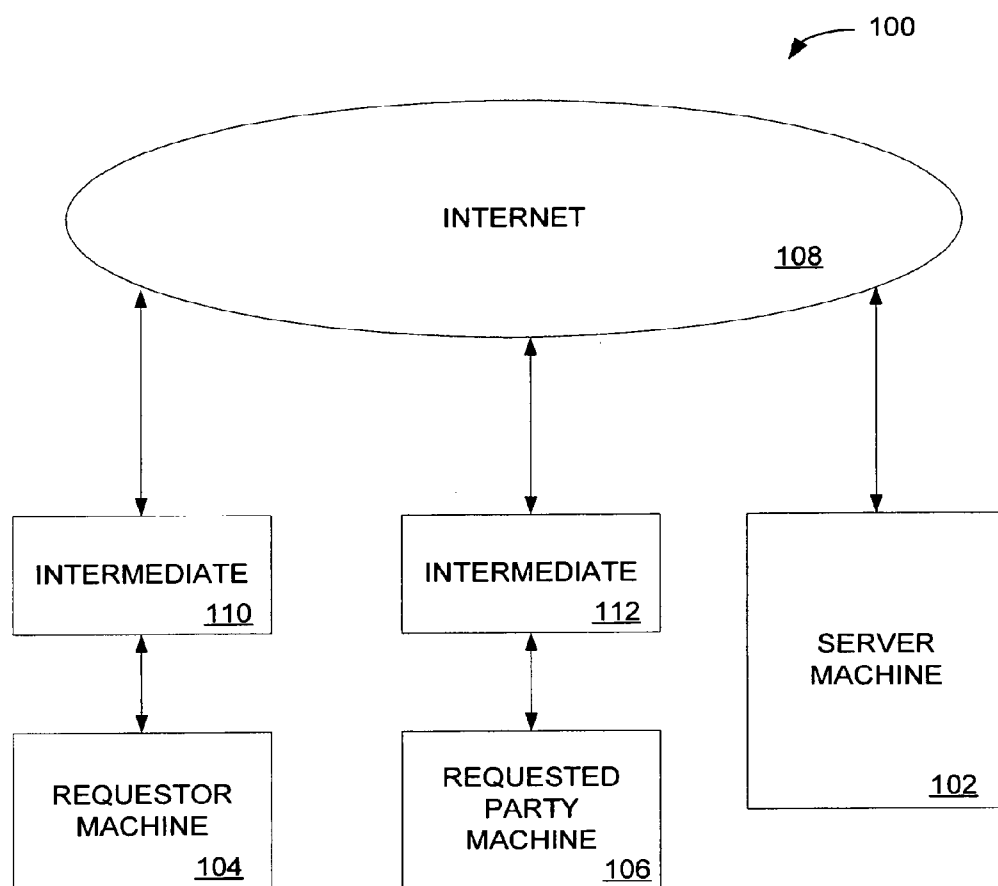 100
INTERNET
108
INTERMEDIATE
110
INTERMEDIATE
112
SERVER
MACHINE
102
REQUESTOR
MACHINE
104
REQUESTED
PARTY
MACHINE
106